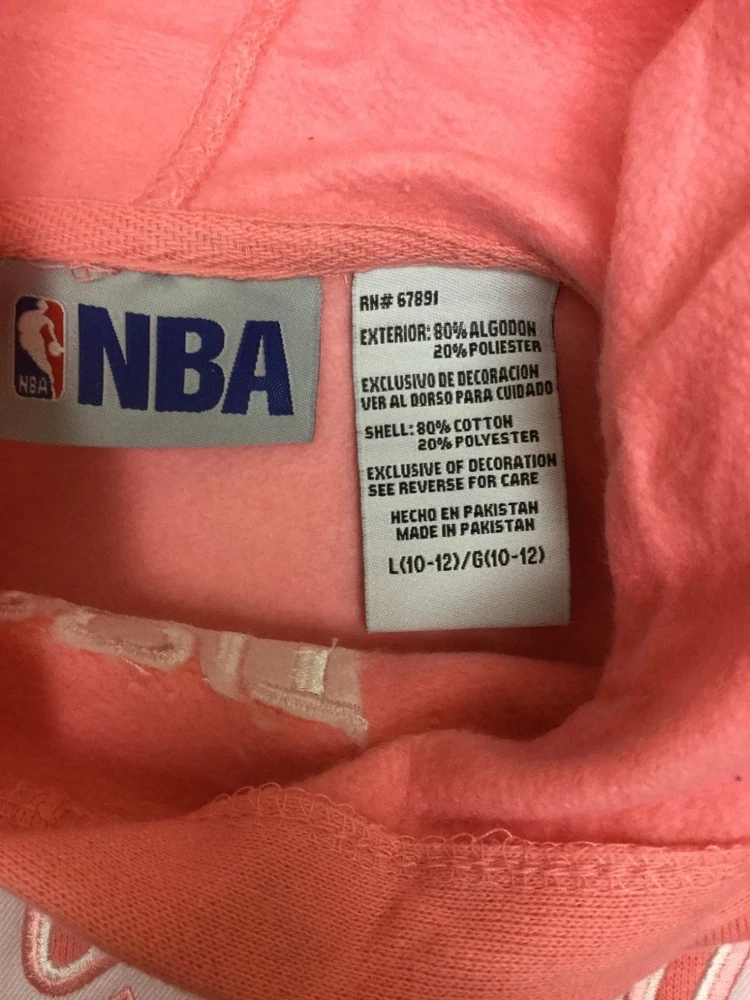 NBA
NBA
RN# 67891
EXTERIOR: 80% ALGODON
20% POLIESTER
EXCLUSIVO DE DECORACION
VER AL DORSO PARA CUIDADO
SHELL: 80% COTTON
20% POLYESTER
EXCLUSIVE OF DECORATION
SEE REVERSE FOR CARE
HECHO EN PAKISTAN
MADE IN PAKISTAN
L(10-12)/G(10-12)